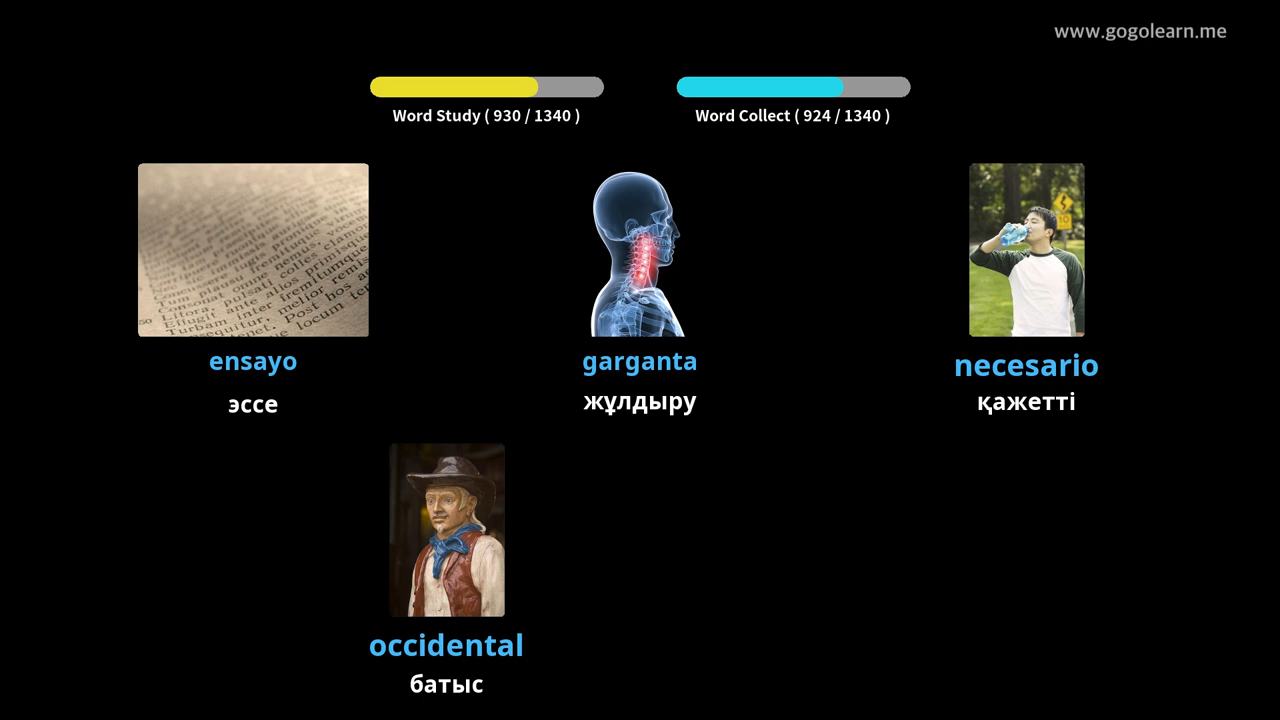 www.gogolearn.me
Word Study ( 930 / 1340 )
Word Collect ( 924 / 1340 )
ensayo
эссе
garganta
жұлдыру
necesario
қажетті
occidental
батыс